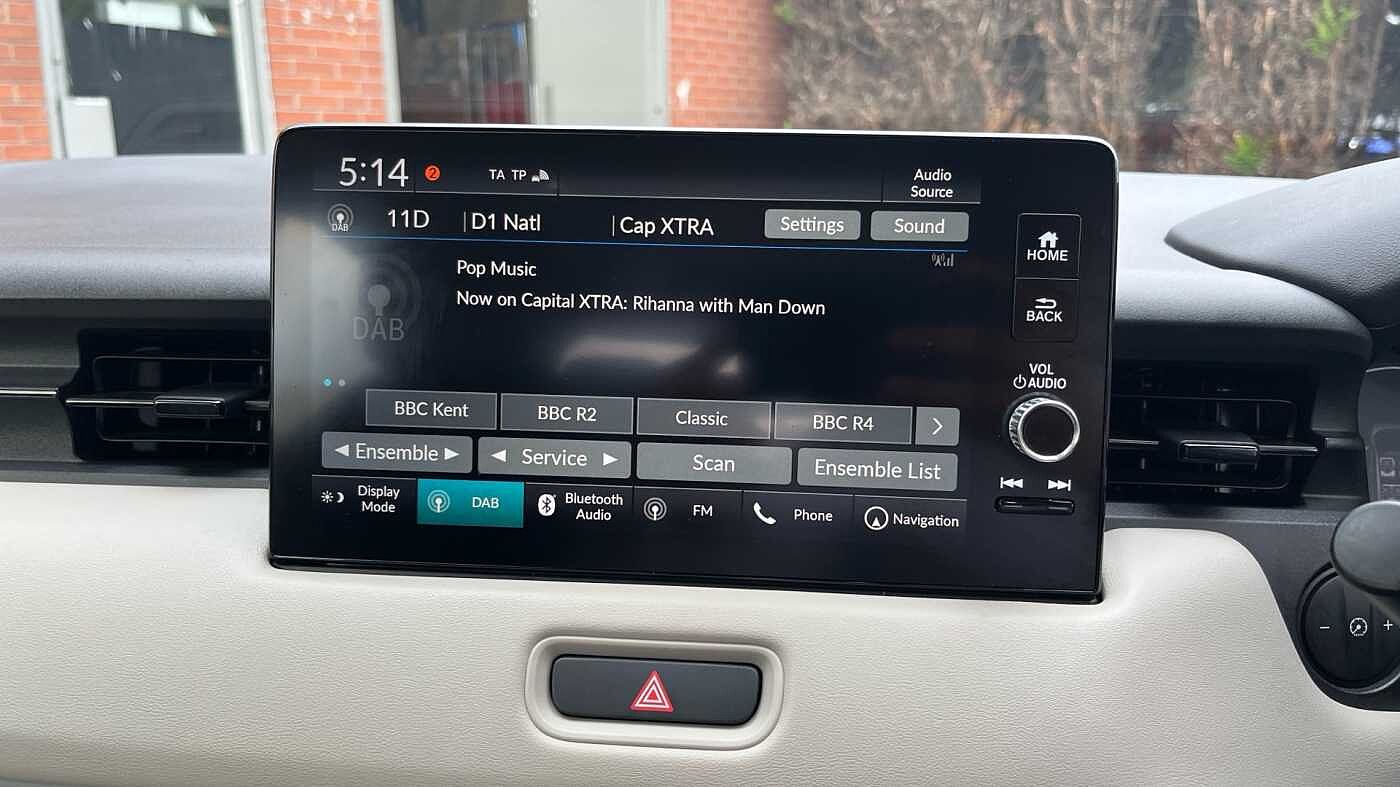 5:14 2 TA TP Audio
Source
DAB 11D D1 Natl Cap XTRA Settings Sound
HOME
Pop Music
Now on Capital XTRA: Rihanna with Man Down
BACK
DAB
VOL
AUDIO
BBC Kent BBC R2 Classic BBC R4 >
◄ Ensemble ► ◄ Service ► Scan Ensemble List
Display
Mode
DAB
Bluetooth
Audio
FM
Phone
Navigation
− +